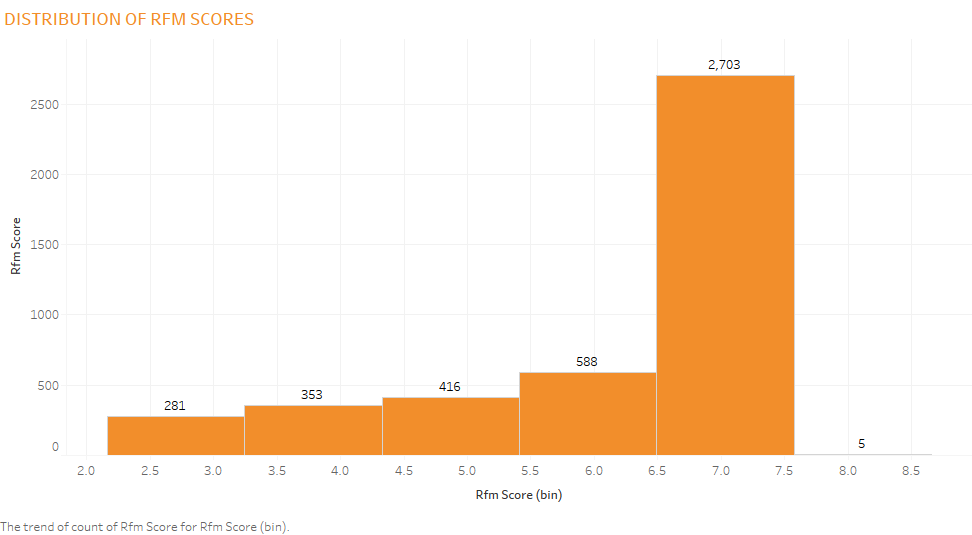 DISTRIBUTION OF RFM SCORES
2,703
2500
2000
1500
Rfm Score
1000
588
500
416
353
281
5
0
2.0 2.5 3.0 3.5 4.0 4.5 5.0 5.5 6.0 6.5 7.0 7.5 8.0 8.5
Rfm Score (bin)
The trend of count of Rfm Score for Rfm Score (bin).